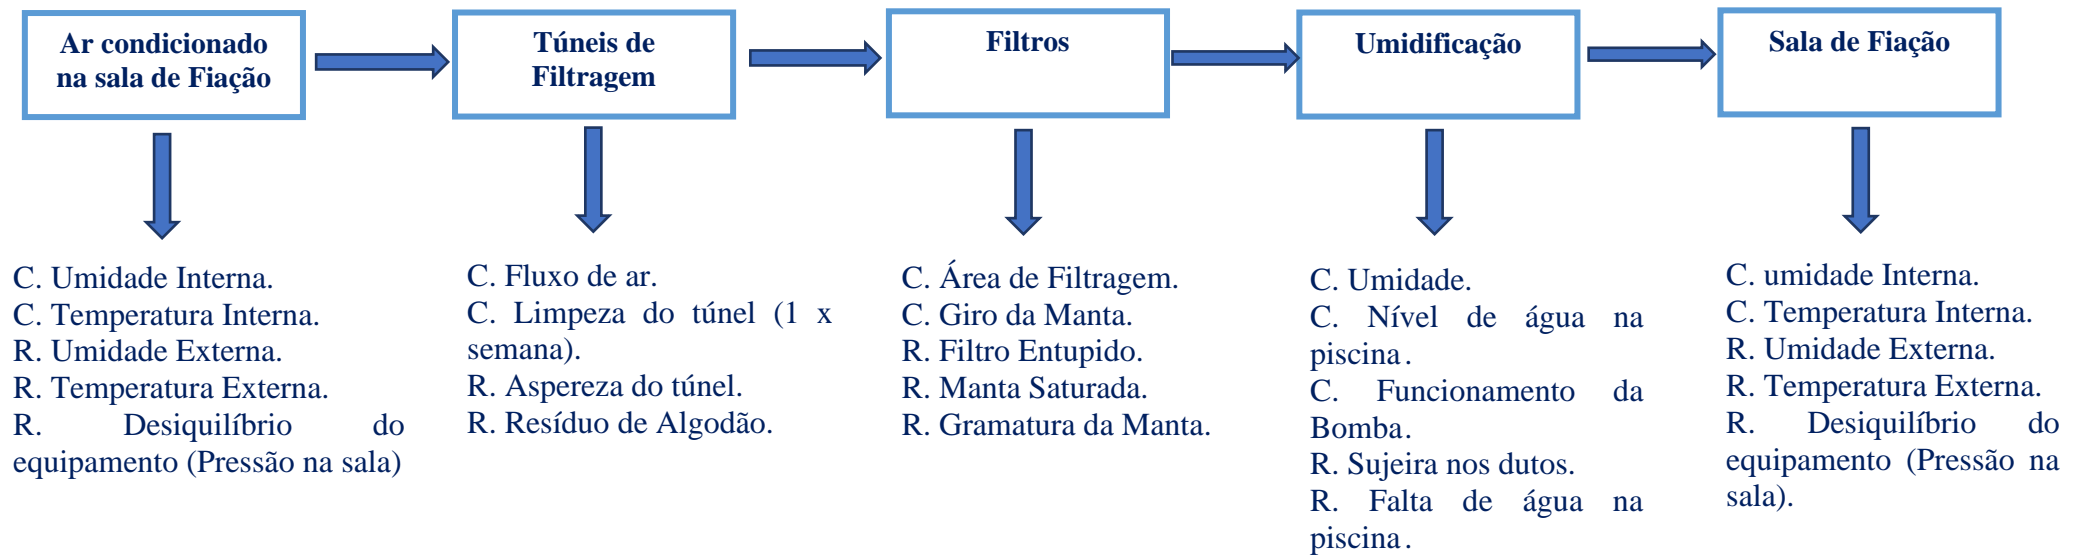 Ar condicionado
na sala de Fiação
Túneis de
Filtragem
Filtros
Umidificação
Sala de Fiação
C. Umidade Interna.
C. Temperatura Interna.
R. Umidade Externa.
R. Temperatura Externa.
R. Desiquilíbrio do
equipamento (Pressão na sala)
C. Fluxo de ar.
C. Limpeza do túnel (1 x
semana).
R. Aspereza do túnel.
R. Resíduo de Algodão.
C. Área de Filtragem.
C. Giro da Manta.
R. Filtro Entupido.
R. Manta Saturada.
R. Gramatura da Manta.
C. Umidade.
C. Nível de água na
piscina.
C. Funcionamento da
Bomba.
R. Sujeira nos dutos.
R. Falta de água na
piscina.
C. umidade Interna.
C. Temperatura Interna.
R. Umidade Externa.
R. Temperatura Externa.
R. Desiquilíbrio do
equipamento (Pressão na
sala).